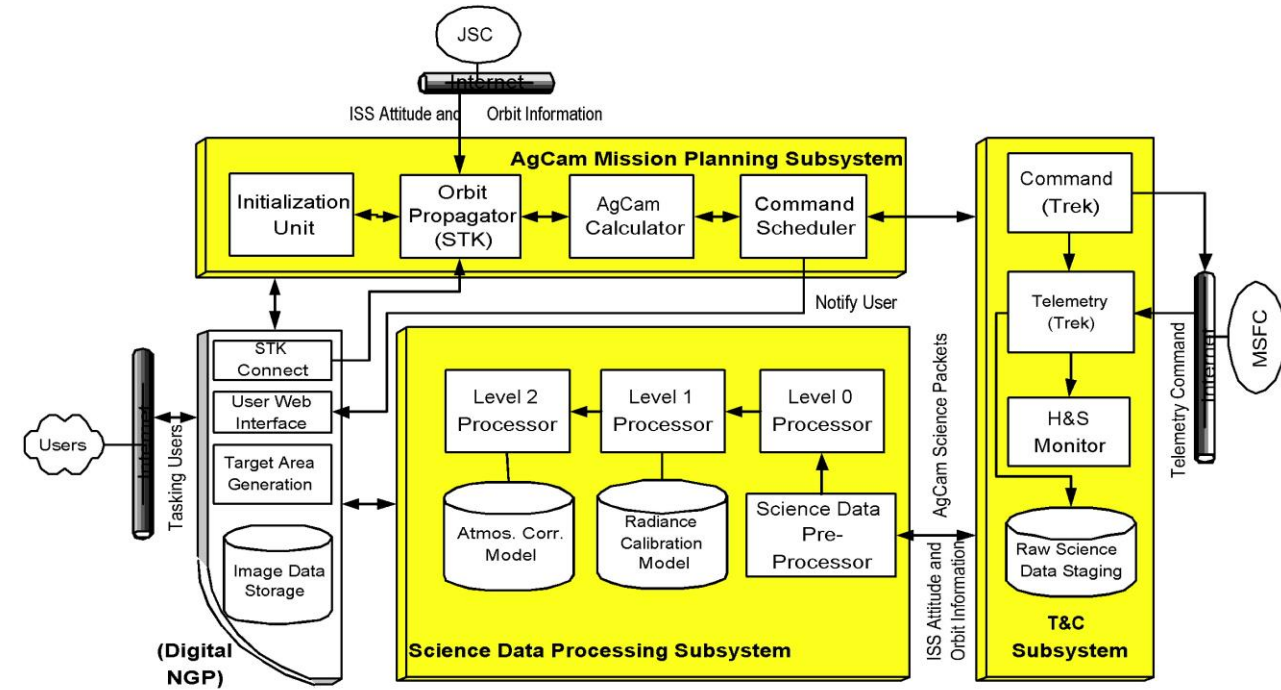 JSC
Internet
ISS Attitude and Orbit Information
AgCam Mission Planning Subsystem
Initialization
Unit
Orbit
Propagator
(STK)
AgCam
Calculator
Command
Scheduler
Command
(Trek)
Telemetry
(Trek)
H&S
Monitor
Raw Science
Data Staging
T&C
Subsystem
Internet
MSFC
Telemetry Command
Notify User
STK
Connect
User Web
Interface
Target Area
Generation
Image Data
Storage
(Digital
NGP)
Users
Internet
Tasking Users
Level 2
Processor
Level 1
Processor
Level 0
Processor
Atmos. Corr.
Model
Radiance
Calibration
Model
Science Data
Pre-
Processor
Science Data Processing Subsystem
AgCam Science Packets
ISS Attitude and
Orbit Information